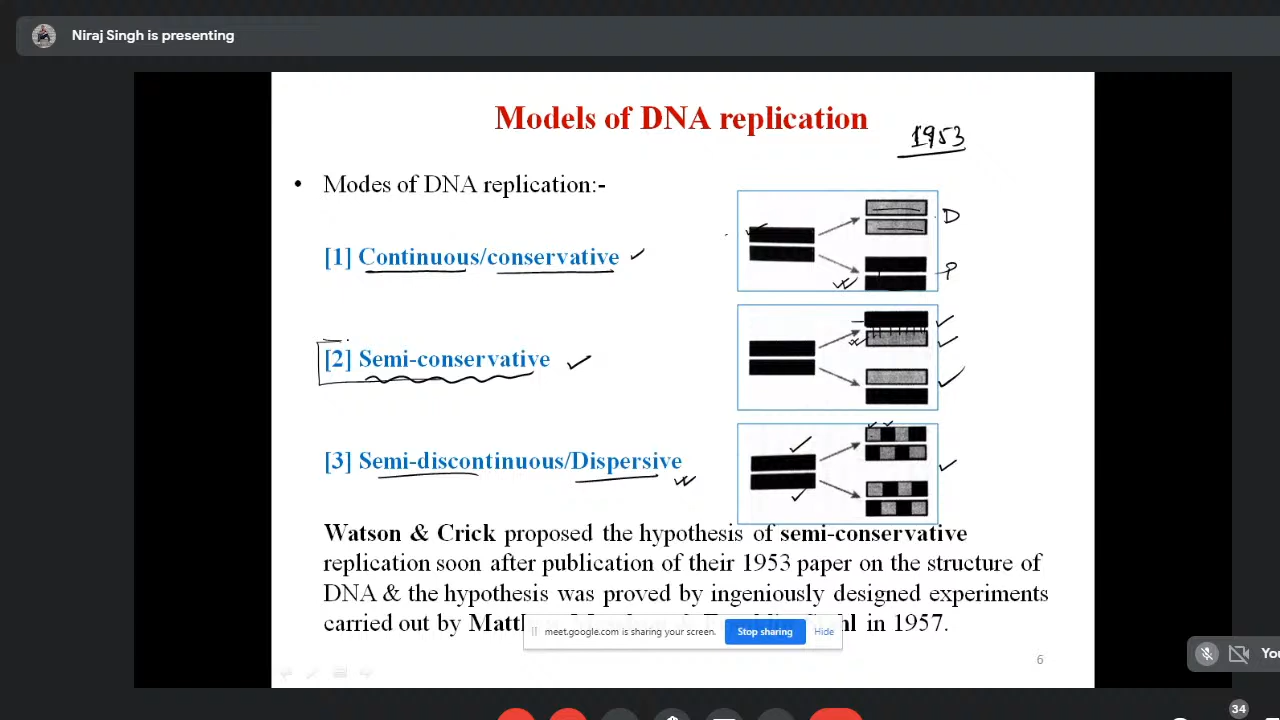 Niraj Singh is presenting
Models of DNA replication
1953
• Modes of DNA replication:-
D
[1] Continuous/conservative
P
[2] Semi-conservative
[3] Semi-discontinuous/Dispersive
Watson & Crick proposed the hypothesis of semi-conservative
replication soon after publication of their 1953 paper on the structure of
DNA & the hypothesis was proved by ingeniously designed experiments
carried out by in 1957.
meet.google.com is sharing your screen. Stop sharing Hide
You
6
34